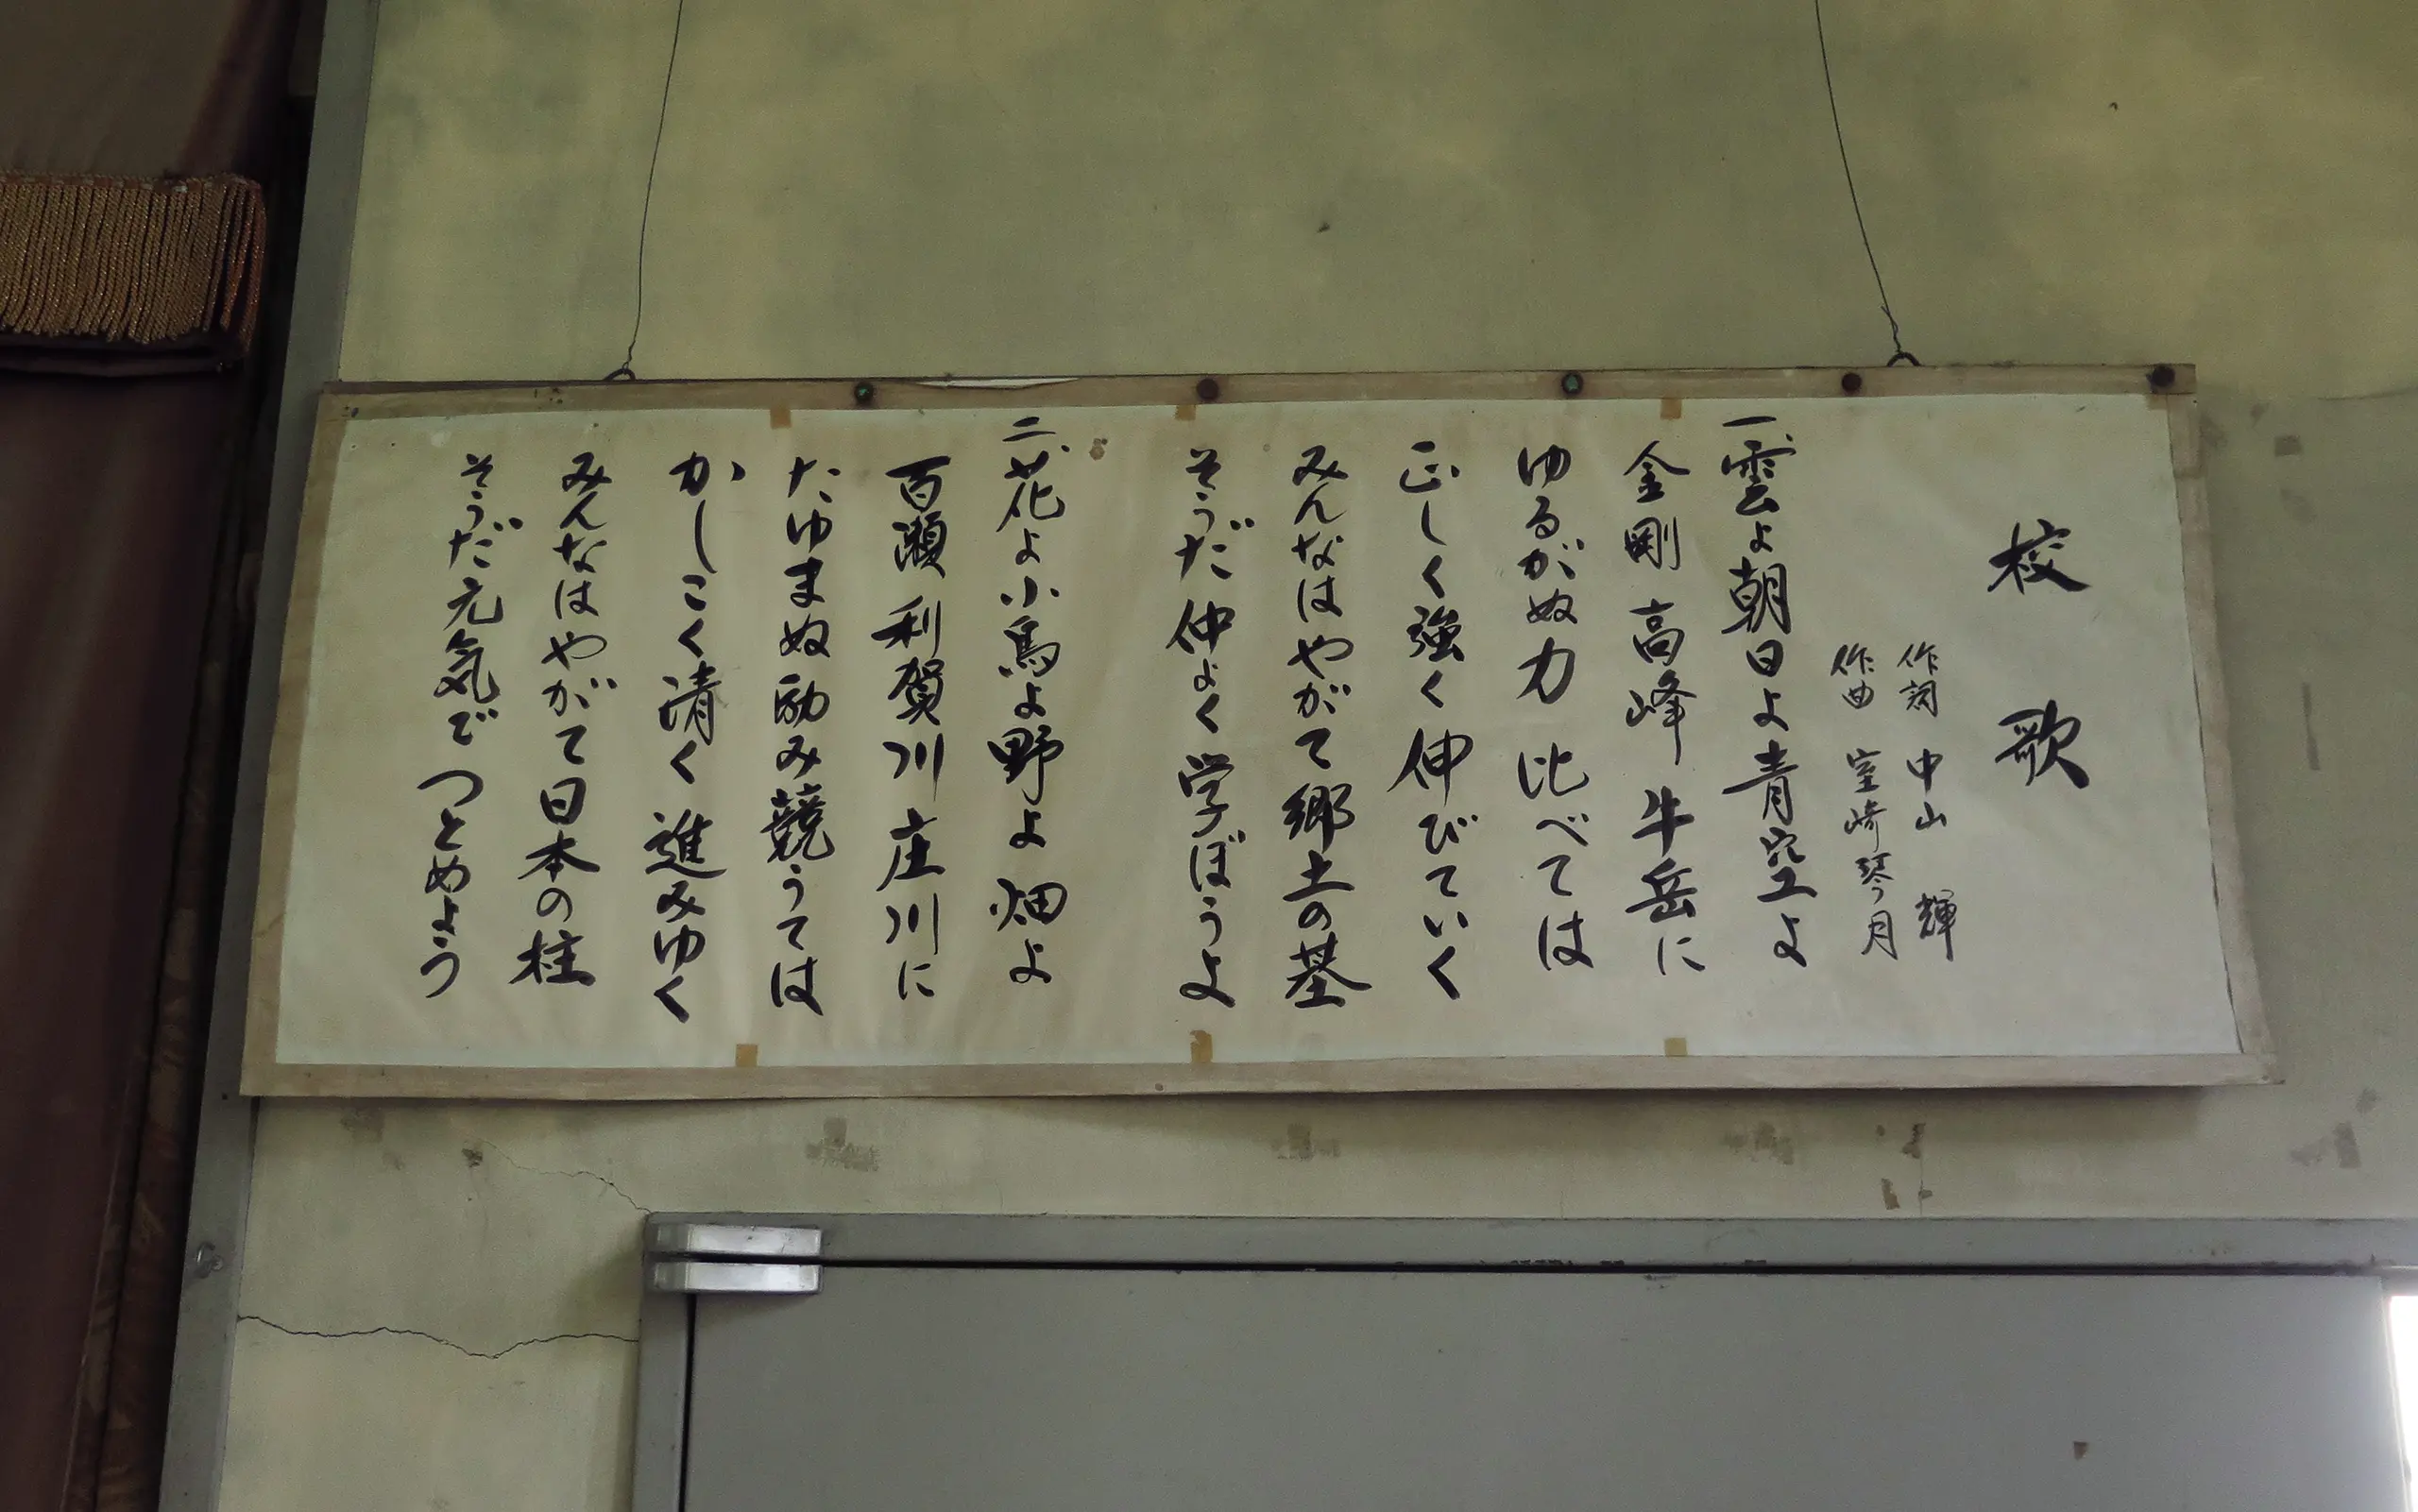 校歌
作詞 中山 輝
作曲 室崎琴月
一、雲よ朝日よ青空よ
金剛 高峰 牛岳に
ゆるがぬ力 比べては
正しく強く伸びていく
みんなはやがて郷土の基
そうだ仲よく学ぼうよ
二、花よ小鳥よ野よ畑よ
百瀬 利賀川 庄川に
たゆまぬ励み競うては
かしこく清く進みゆく
みんなはやがて日本の柱
そうだ元気でつとめよう